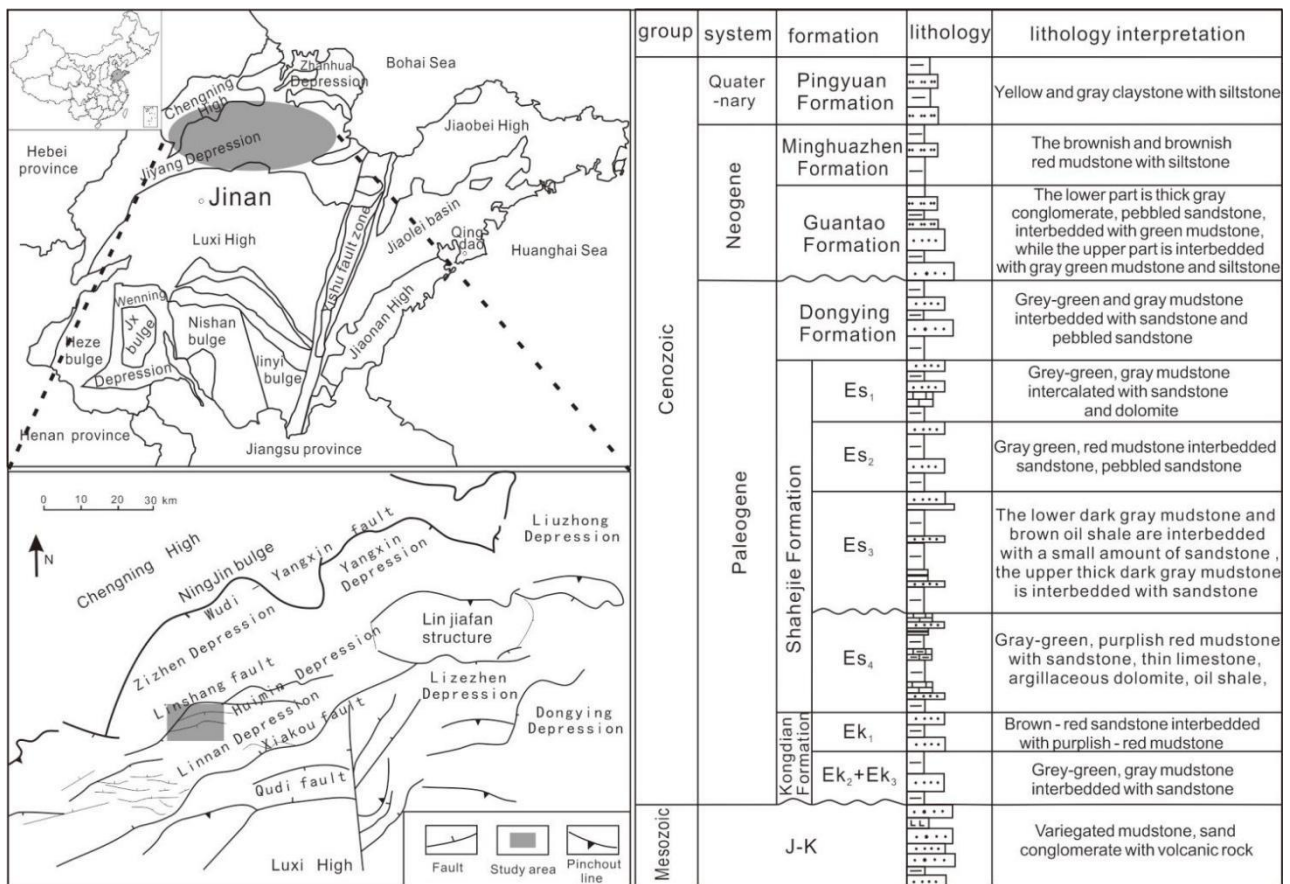 Hebei
province
Chengning
High
Zhanhua
Depression
Bohai Sea
Jiaobei High
Jiyang Depression
Jinan
Luxi High
Ishu fault zone
Jiaolei basin
Qing
dao
Huanghai Sea
Jiaonan High
Wenning
Jx
bulge
Heze
bulge
Depression
Nishan
bulge
linyi
bulge
Henan province
Jiangsu province
0 10 20 30 km
N
Chengning High
NingJin bulge
Wudi - Yangxin fault
Yangxin
Depression
Liuzhong
Depression
Zizhen Depression
Lin jiafan
structure
Linshang fault
Huimin Depression
Lizezhen
Depression
Linnan Depression
Xiakou fault
Dongying
Depression
Qudi fault
Luxi High
Fault
Study area
Pinchout
line
group system formation lithology lithology interpretation
Cenozoic
Quater
-nary
Pingyuan
Formation
Yellow and gray claystone with siltstone
Neogene
Minghuazhen
Formation
The brownish and brownish
red mudstone with siltstone
Guantao
Formation
The lower part is thick gray
conglomerate, pebbled sandstone,
interbedded with green mudstone,
while the upper part is interbedded
with gray green mudstone and siltstone
Paleogene
Dongying
Formation
Grey-green and gray mudstone
interbedded with sandstone and
pebbled sandstone
Shahejie Formation
Es1
Grey-green, gray mudstone
intercalated with sandstone
and dolomite
Es2
Gray green, red mudstone interbedded
sandstone, pebbled sandstone
Es3
The lower dark gray mudstone and
brown oil shale are interbedded
with a small amount of sandstone ,
the upper thick dark gray mudstone
is interbedded with sandstone
Es4
Gray-green, purplish red mudstone
with sandstone, thin limestone,
argillaceous dolomite, oil shale,
Kongdian
Formation
Ek1
Brown - red sandstone interbedded
with purplish - red mudstone
Ek2+Ek3
Grey-green, gray mudstone
interbedded with sandstone
Mesozoic
J-K
L L
Variegated mudstone, sand
conglomerate with volcanic rock